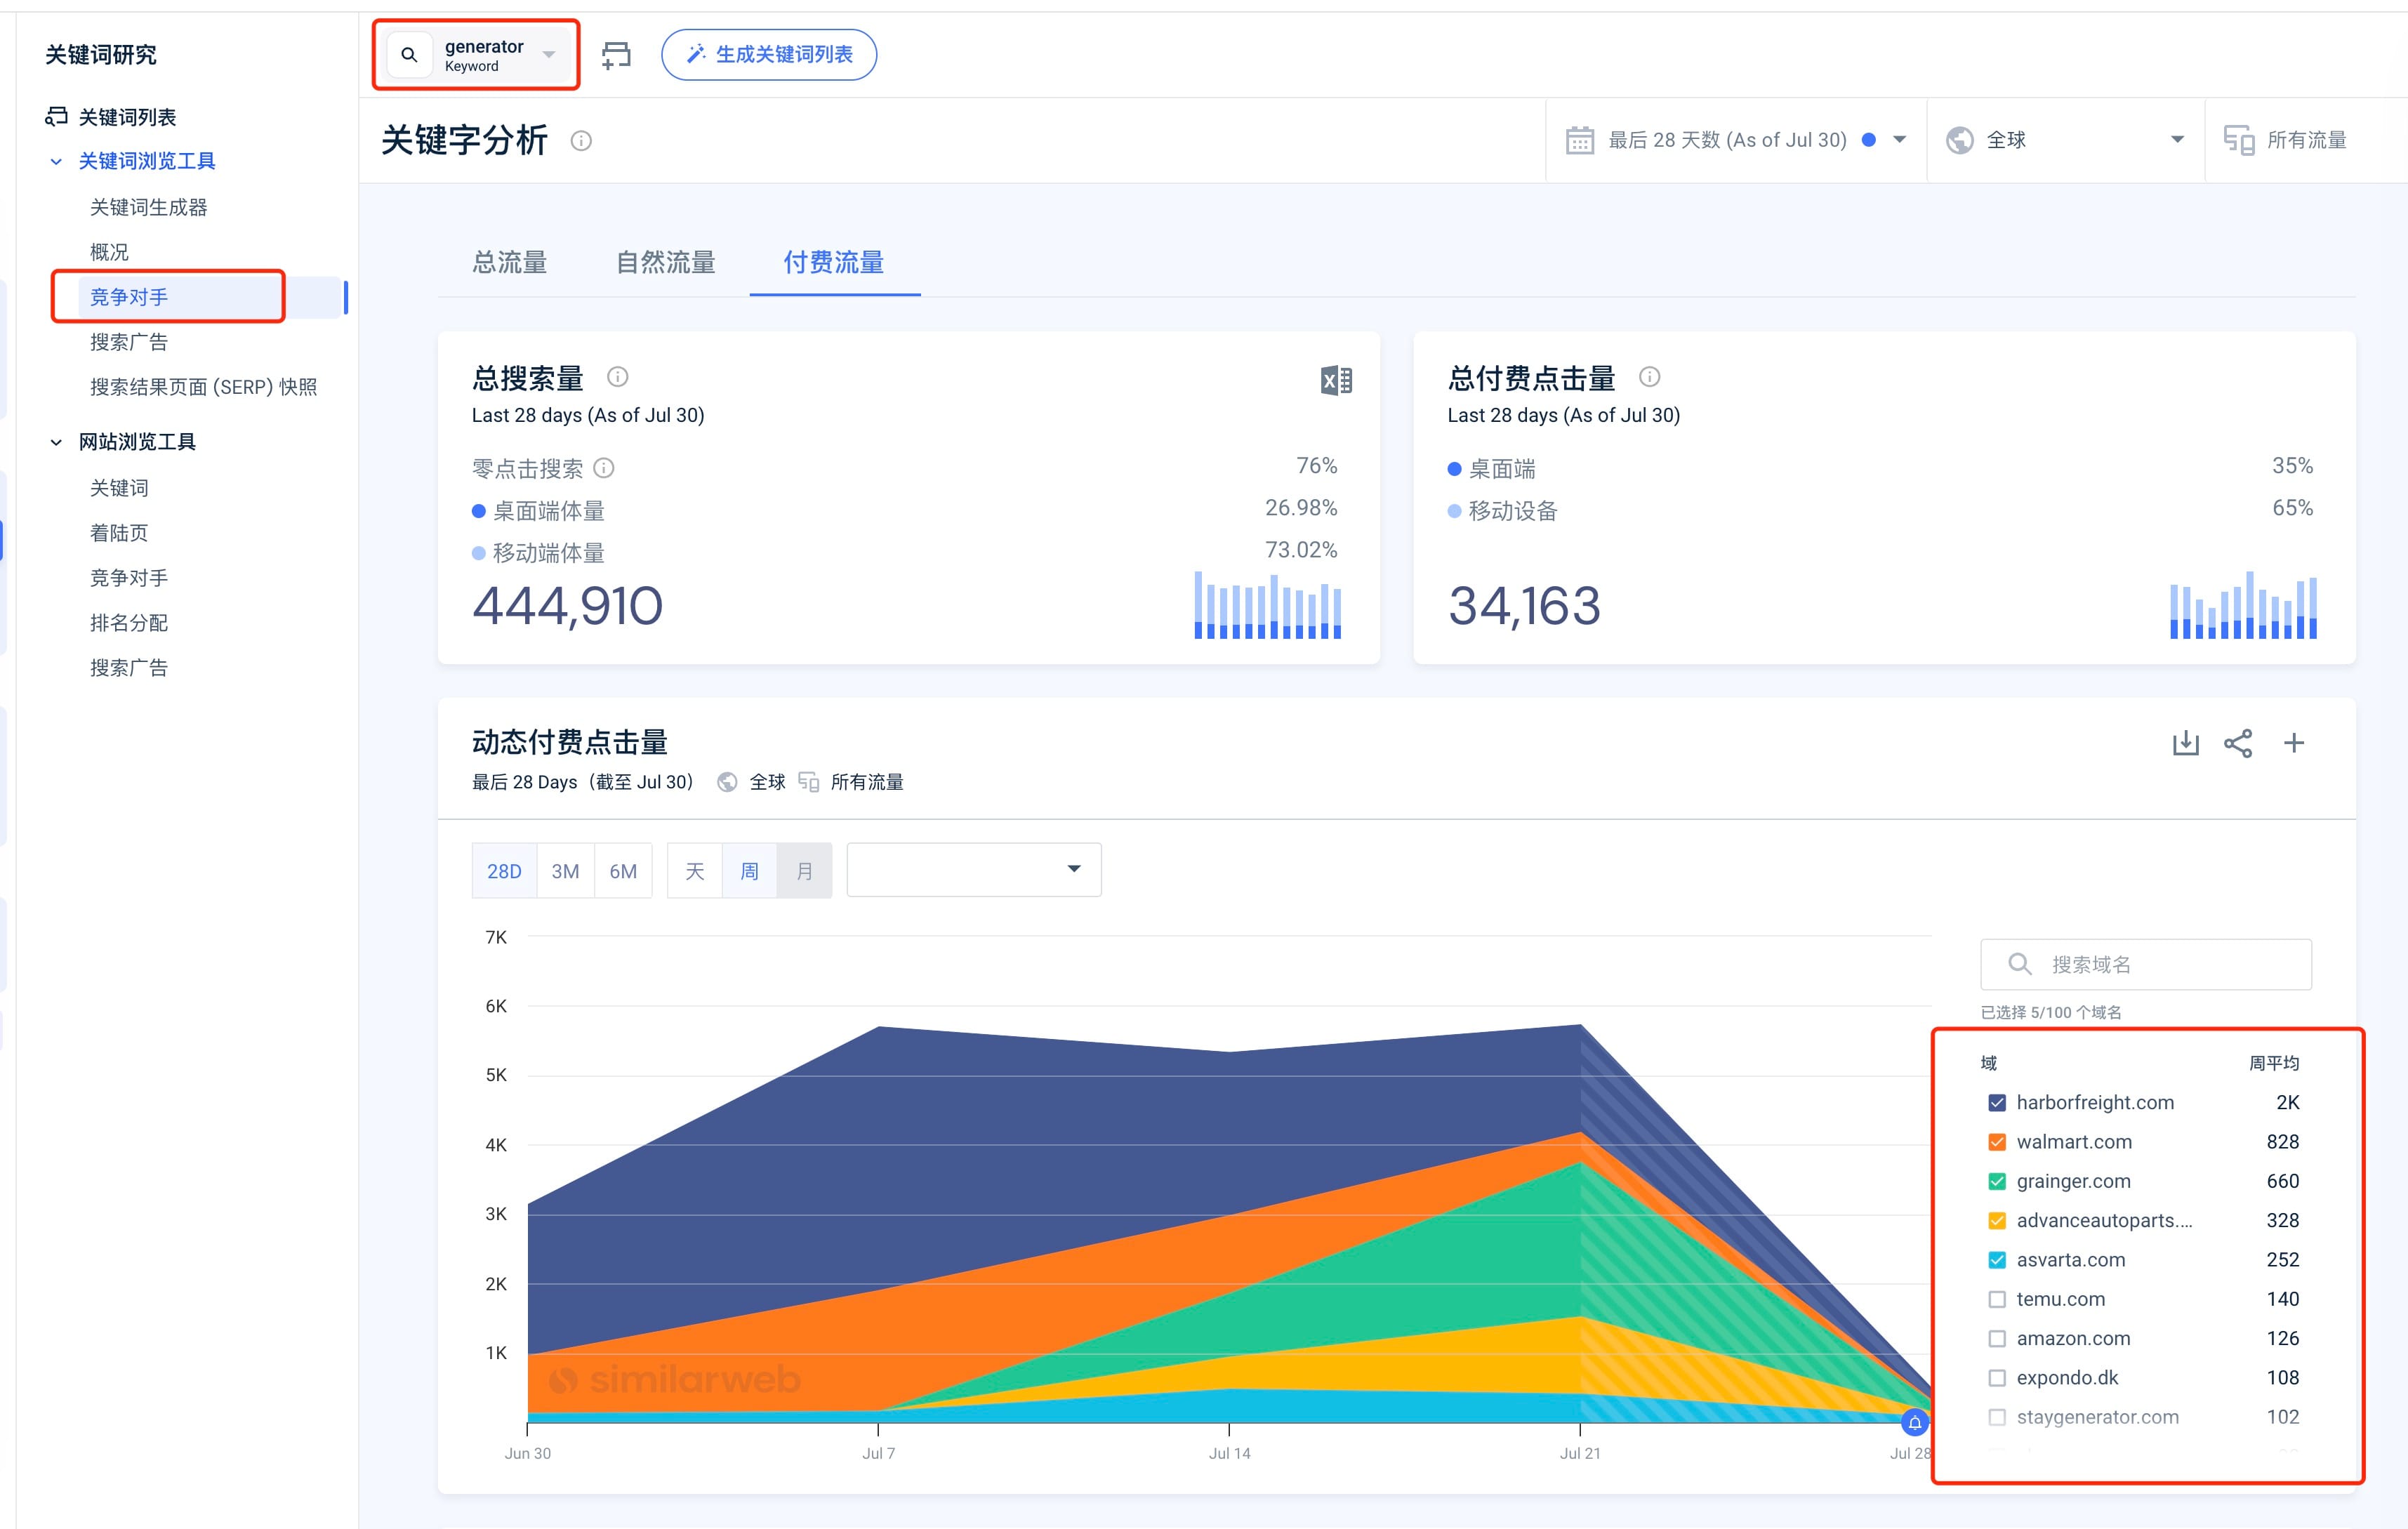 关键词研究
关键词列表
关键词浏览工具
关键词生成器
概况
竞争对手
搜索广告
搜索结果页面 (SERP) 快照
网站浏览工具
关键词
着陆页
竞争对手
排名分配
搜索广告
generator
Keyword
生成关键词列表
关键字分析
最后 28 天数 (As of Jul 30)
全球
所有流量
总流量 自然流量 付费流量
总搜索量
Last 28 days (As of Jul 30)
零点击搜索 76%
桌面端体量 26.98%
移动端体量 73.02%
444,910
总付费点击量
Last 28 days (As of Jul 30)
桌面端 35%
移动设备 65%
34,163
动态付费点击量
最后 28 Days（截至 Jul 30） 全球 所有流量
28D 3M 6M 天 周 月
7K
6K
5K
4K
3K
2K
1K
similarweb
Jun 30 Jul 7 Jul 14 Jul 21 Jul 28
搜索域名
已选择 5/100 个域名
域 周平均
harborfreight.com 2K
walmart.com 828
grainger.com 660
advanceautoparts.... 328
asvarta.com 252
temu.com 140
amazon.com 126
expondo.dk 108
staygenerator.com 102